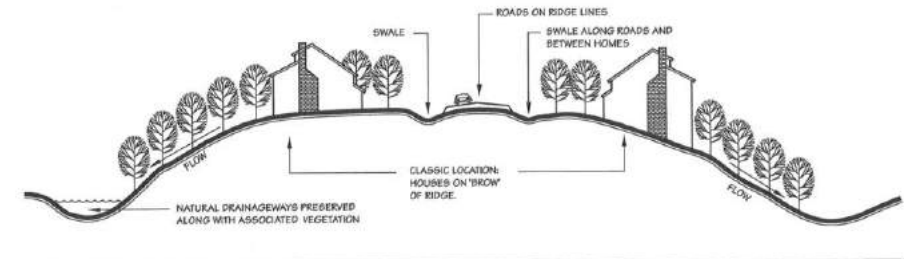 ROADS ON RIDGE LINES
SWALE
SWALE ALONG ROADS AND
BETWEEN HOMES
FLOW
CLASSIC LOCATION:
HOUSES ON "BROW"
OF RIDGE.
FLOW
NATURAL DRAINAGEWAYS PRESERVED
ALONG WITH ASSOCIATED VEGETATION